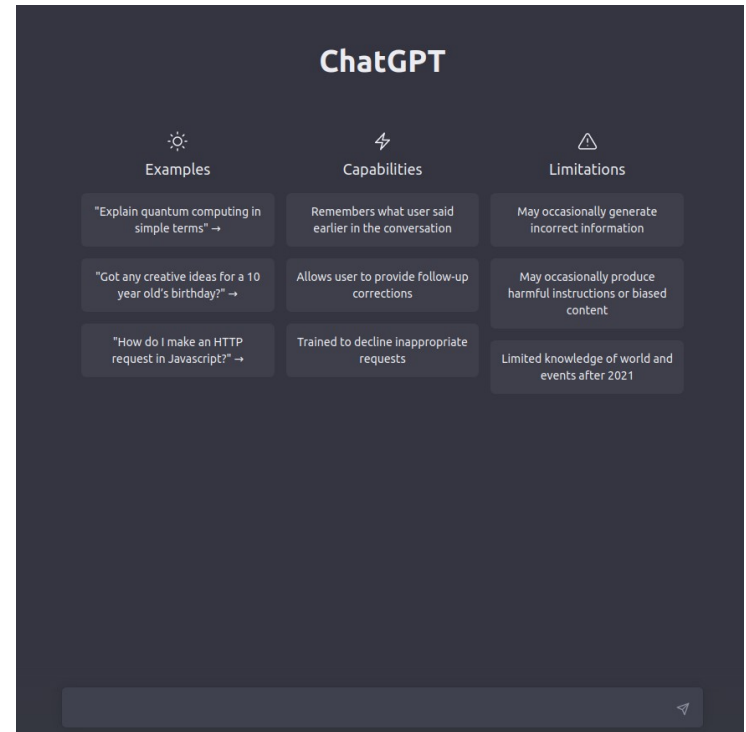 ChatGPT
Examples
"Explain quantum computing in
simple terms" →
"Got any creative ideas for a 10
year old's birthday?" →
"How do I make an HTTP
request in Javascript?" →
Capabilities
Remembers what user said
earlier in the conversation
Allows user to provide follow-up
corrections
Trained to decline inappropriate
requests
Limitations
May occasionally generate
incorrect information
May occasionally produce
harmful instructions or biased
content
Limited knowledge of world and
events after 2021